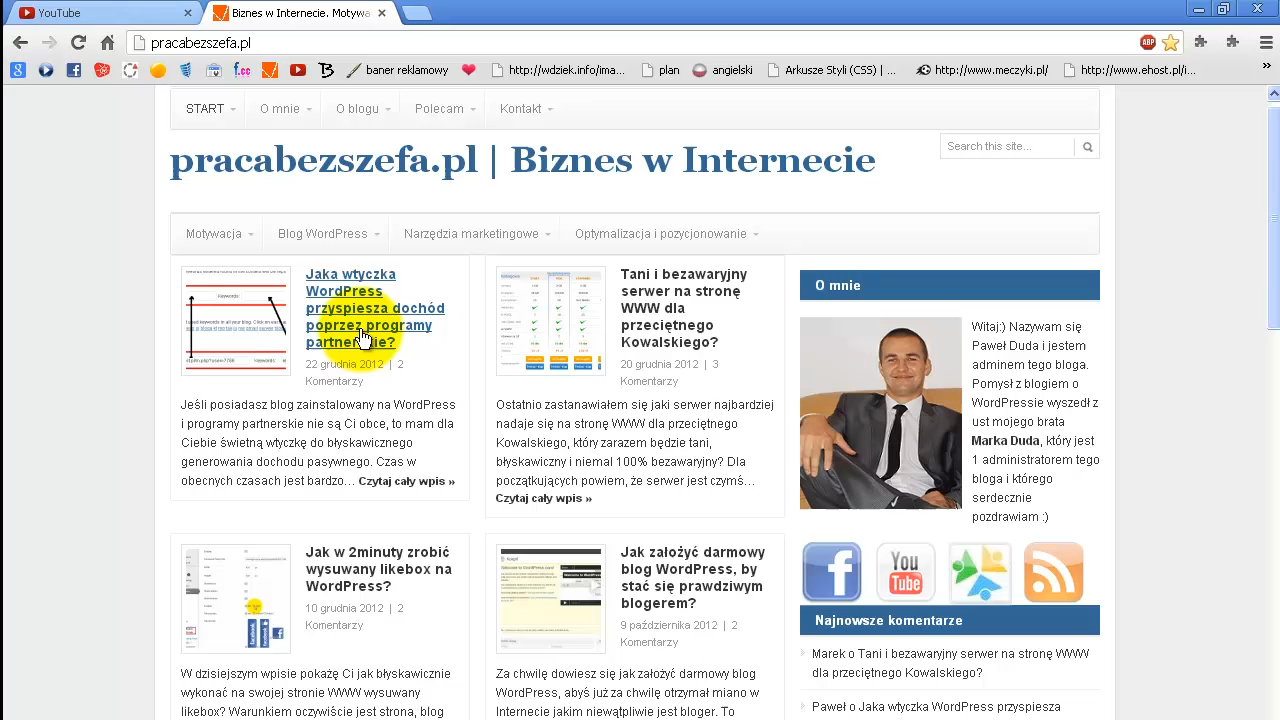 YouTube
Biznes w Internecie. Motywa
pracabezszefa.pl
ABP
f.cc
baner reklamowy
http://wdziek.info/ima...
plan
adtaily
Arkusze Styli (CSS) | ...
http://www.meczyki.pl/
http://www.ehost.pl/i...
START
O mnie
O blogu
Polecam
Kontakt
Search this site...
pracabezszefa.pl | Biznes w Internecie
Motywacja
Blog WordPress
Narzędzia marketingowe
Optymalizacja i pozycjonowanie
Keywords:
Jaka wtyczka
WordPress
przyspiesza dochód
poprzez programy
partnerskie?
grudnia 2012 | 2
Komentarzy
Jeśli posiadasz blog zainstalowany na WordPress
i programy partnerskie nie są Ci obce, to mam dla
Ciebie świetną wtyczkę do błyskawicznego
generowania dochodu pasywnego. Czas w
obecnych czasach jest bardzo... Czytaj cały wpis »
Tani i bezawaryjny
serwer na stronę
WWW dla
przeciętnego
Kowalskiego?
20 grudnia 2012 | 3
Komentarzy
Ostatnio zastanawiałem się jaki serwer najbardziej
nadaje się na stronę WWW dla przeciętnego
Kowalskiego, który zarazem będzie tani,
błyskawiczny i niemal 100% bezawaryjny? Dla
początkujących powiem, że serwer jest czymś...
Czytaj cały wpis »
O mnie
Witaj:) Nazywam się
Paweł Duda i jestem
adminem tego bloga.
Pomysł z blogiem o
WordPressie wyszedł z
ust mojego brata
Marka Duda, który jest
1 administratorem tego
bloga i którego
serdecznie
pozdrawiam :)
You
Tube
Jak w 2minuty zrobić
wysuwany likebox na
WordPress?
grudnia 2012 | 2
Komentarzy
W dzisiejszym wpisie pokażę Ci jak błyskawicznie
wykonać na swojej stronie WWW wysuwany
likebox? Warunkiem oczywiście jest strona, blog
Jak założyć darmowy
blog WordPress, by
stać się prawdziwym
blogerem?
9 października 2012 | 2
Komentarzy
Za chwilę dowiesz się jak założyć darmowy blog
WordPress, abyś już za chwilę otrzymał miano w
Internecie jakim niewątpliwie jest bloger. To
Najnowsze komentarze
Marek o Tani i bezawaryjny serwer na stronę WWW
dla przeciętnego Kowalskiego?
Paweł o Jaka wtyczka WordPress przyspiesza